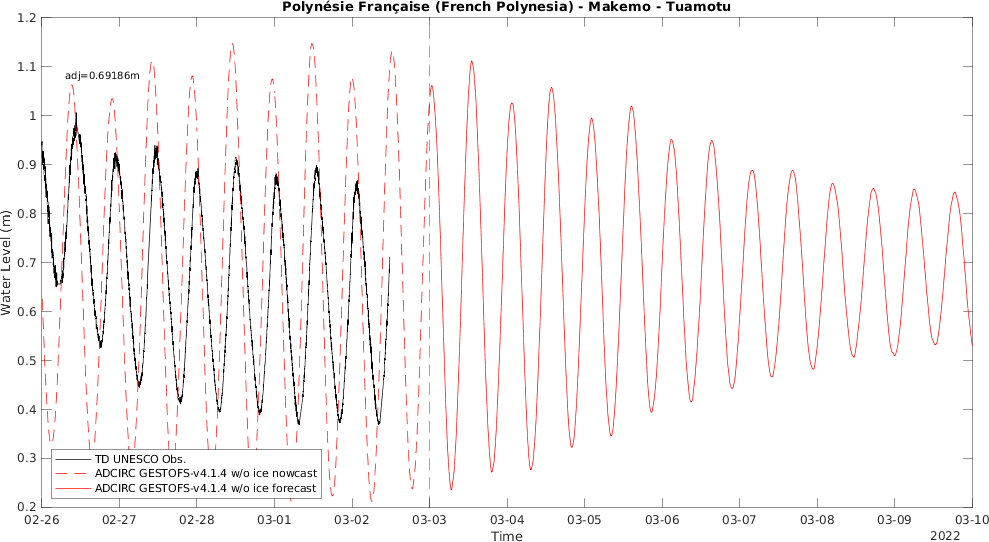 Polynésie Française (French Polynesia) - Makemo - Tuamotu
1.2
1.1
1
0.9
0.8
0.7
0.6
0.5
0.4
0.3
0.2
Water Level (m)
adj=0.69186m
TD UNESCO Obs.
ADCIRC GESTOFS-v4.1.4 w/o ice nowcast
ADCIRC GESTOFS-v4.1.4 w/o ice forecast
02-26 02-27 02-28 03-01 03-02 03-03 03-04 03-05 03-06 03-07 03-08 03-09 03-10
Time
2022